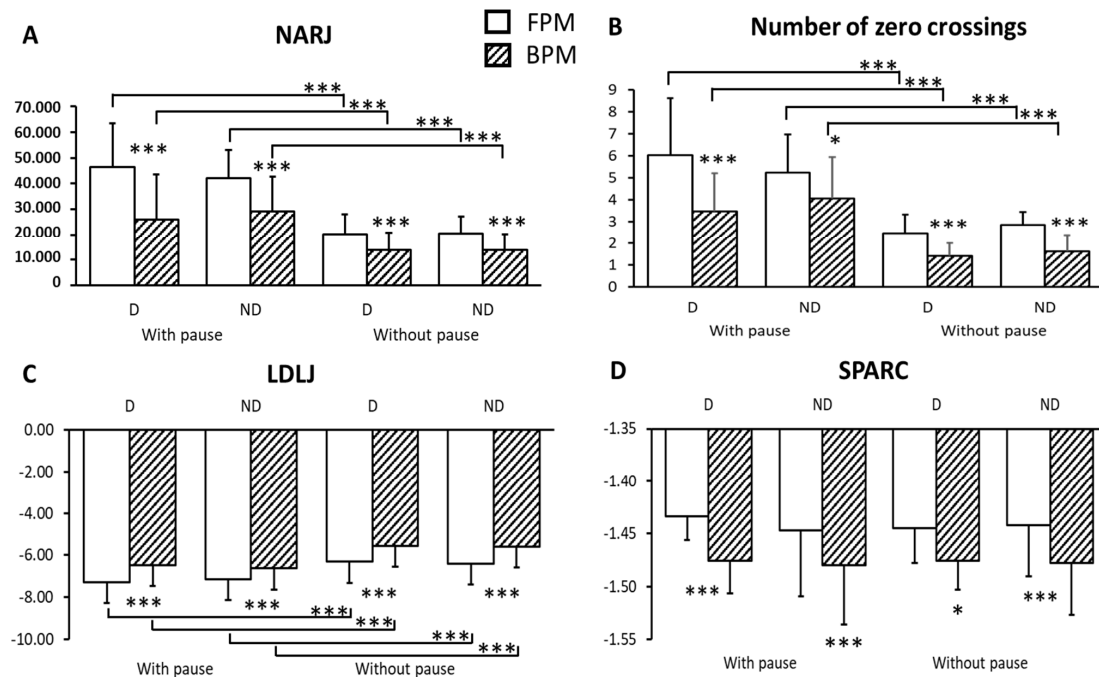 A
NARJ
FPM
BPM
***
***
***
***
70.000
60.000
50.000
40.000
30.000
20.000
10.000
0
***
***
***
***
D
ND
D
ND
With pause
Without pause
B
Number of zero crossings
***
***
***
***
9
8
7
6
5
4
3
2
1
0
***
*
***
***
D
ND
D
ND
With pause
Without pause
C
LDLJ
D
ND
D
ND
0.00
-2.00
-4.00
-6.00
-8.00
-10.00
***
***
***
***
***
***
***
***
With pause
Without pause
D
SPARC
D
ND
D
ND
-1.35
-1.40
-1.45
-1.50
-1.55
***
***
*
***
With pause
Without pause